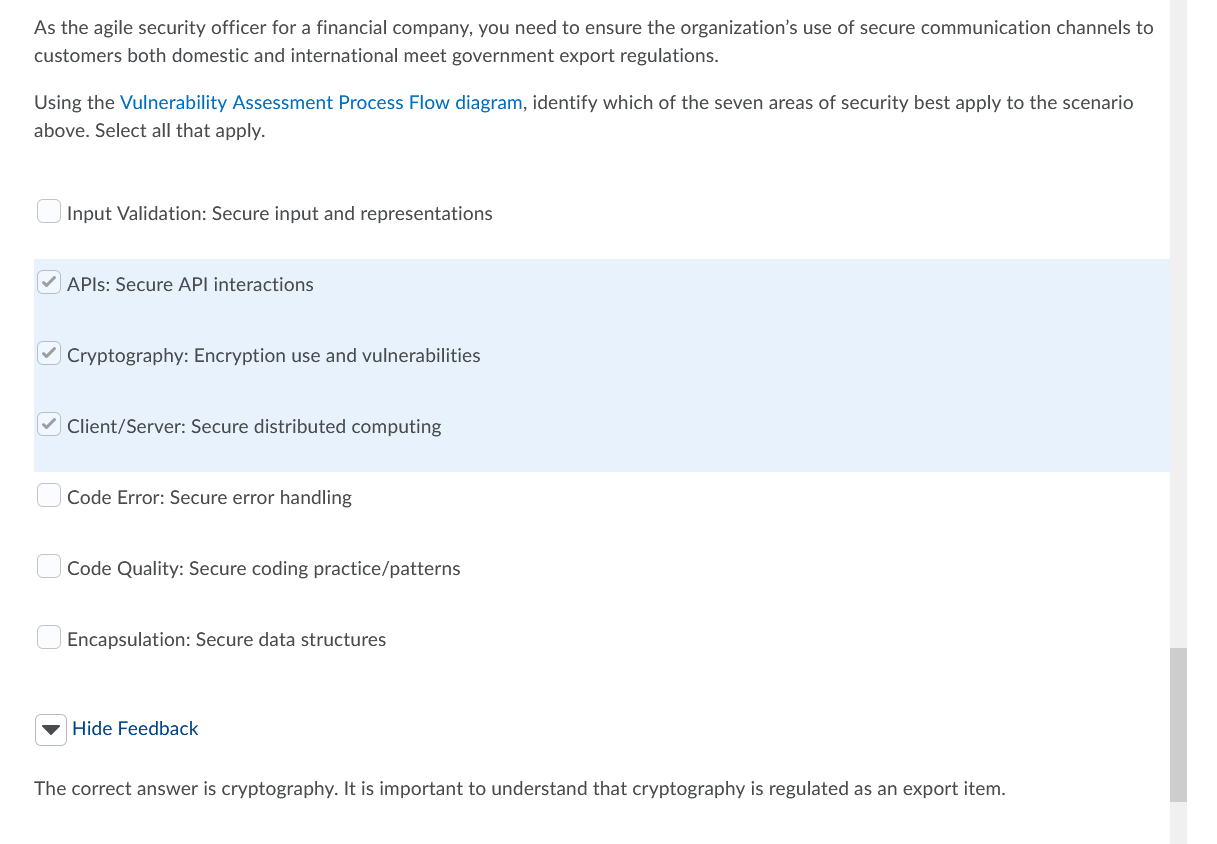 As the agile security officer for a financial company, you need to ensure the organization’s use of secure communication channels to
customers both domestic and international meet government export regulations.
Using the Vulnerability Assessment Process Flow diagram, identify which of the seven areas of security best apply to the scenario
above. Select all that apply.
Input Validation: Secure input and representations
APIs: Secure API interactions
Cryptography: Encryption use and vulnerabilities
Client/Server: Secure distributed computing
Code Error: Secure error handling
Code Quality: Secure coding practice/patterns
Encapsulation: Secure data structures
Hide Feedback
The correct answer is cryptography. It is important to understand that cryptography is regulated as an export item.